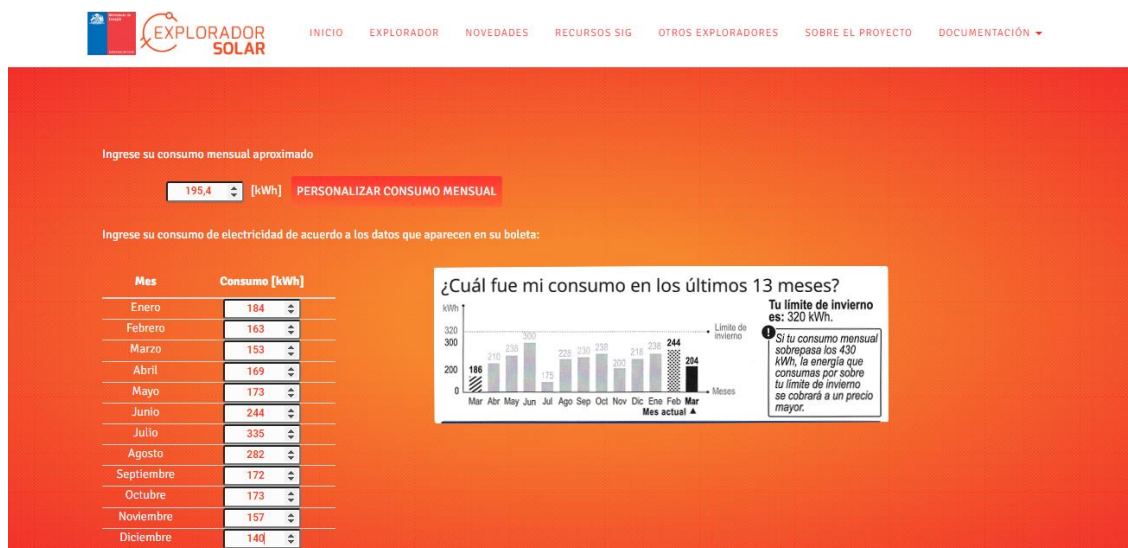 Ministerio de
Energía
EXPLORADOR
SOLAR
INICIO EXPLORADOR NOVEDADES RECURSOS SIG OTROS EXPLORADORES SOBRE EL PROYECTO DOCUMENTACIÓN
Ingrese su consumo mensual aproximado
195,4 [kWh] PERSONALIZAR CONSUMO MENSUAL
Ingrese su consumo de electricidad de acuerdo a los datos que aparecen en su boleta:
Mes Consumo [kWh]
Enero 184
Febrero 163
Marzo 153
Abril 169
Mayo 173
Junio 244
Julio 335
Agosto 282
Septiembre 172
Octubre 173
Noviembre 157
Diciembre 140
¿Cuál fue mi consumo en los últimos 13 meses?
kWh
320
300
200
0
186 210 236 300 175 228 230 238 200 218 236 244 204
Límite de
invierno
Meses
Mar Abr May Jun Jul Ago Sep Oct Nov Dic Ene Feb Mar
Mes actual
Tu límite de invierno
es: 320 kWh.
Si tu consumo mensual
sobrepasa los 430
kWh, la energía que
consumas por sobre
tu límite de invierno
se cobrará a un precio
mayor.